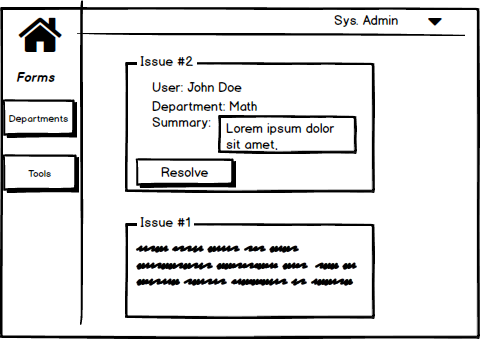 Sys. Admin
Forms
Departments
Tools
Issue #2
User: John Doe
Department: Math
Summary:
Lorem ipsum dolor
sit amet,
Resolve
Issue #1